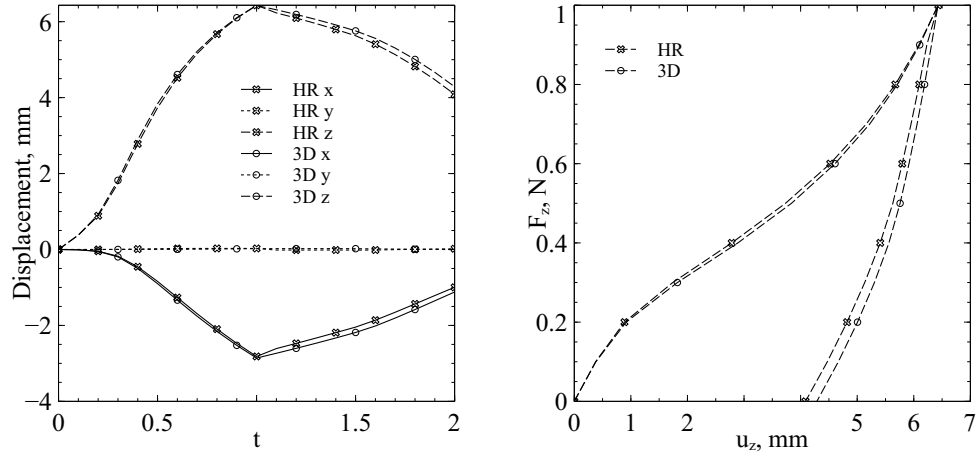 6
4
2
0
−2
−4
Displacement, mm
HR x
HR y
HR z
3D x
3D y
3D z
0 0.5 1 1.5 2
t
1
0.8
0.6
0.4
0.2
0
F_z, N
HR
3D
0 1 2 3 4 5 6 7
u_z, mm